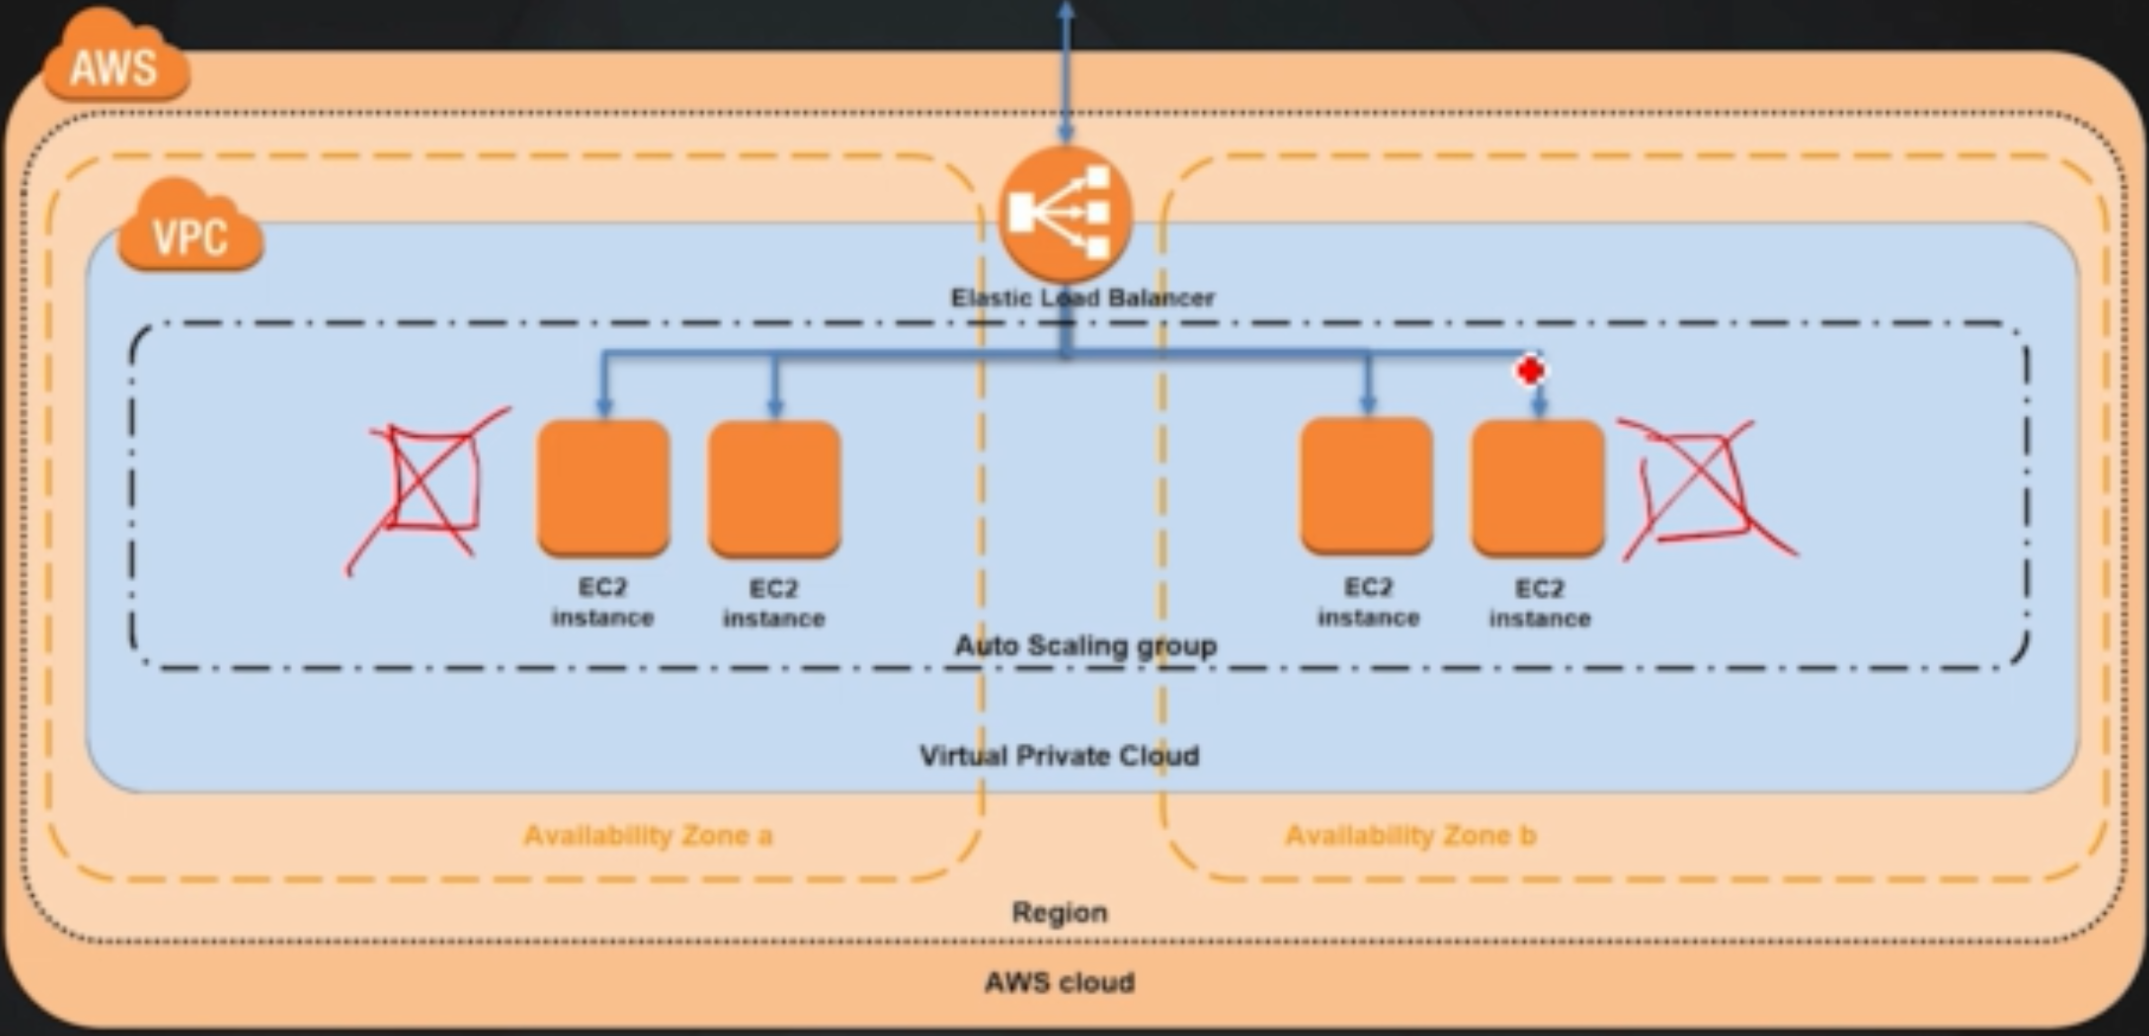 AWS
VPC
Elastic Load Balancer
EC2
instance
EC2
instance
EC2
instance
EC2
instance
Auto Scaling group
Virtual Private Cloud
Availability Zone a
Availability Zone b
Region
AWS cloud